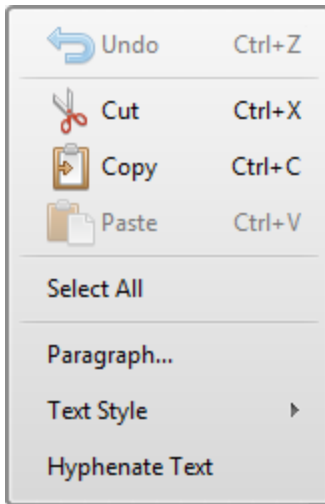 Undo Ctrl+Z
Cut Ctrl+X
Copy Ctrl+C
Paste Ctrl+V
Select All
Paragraph...
Text Style
Hyphenate Text